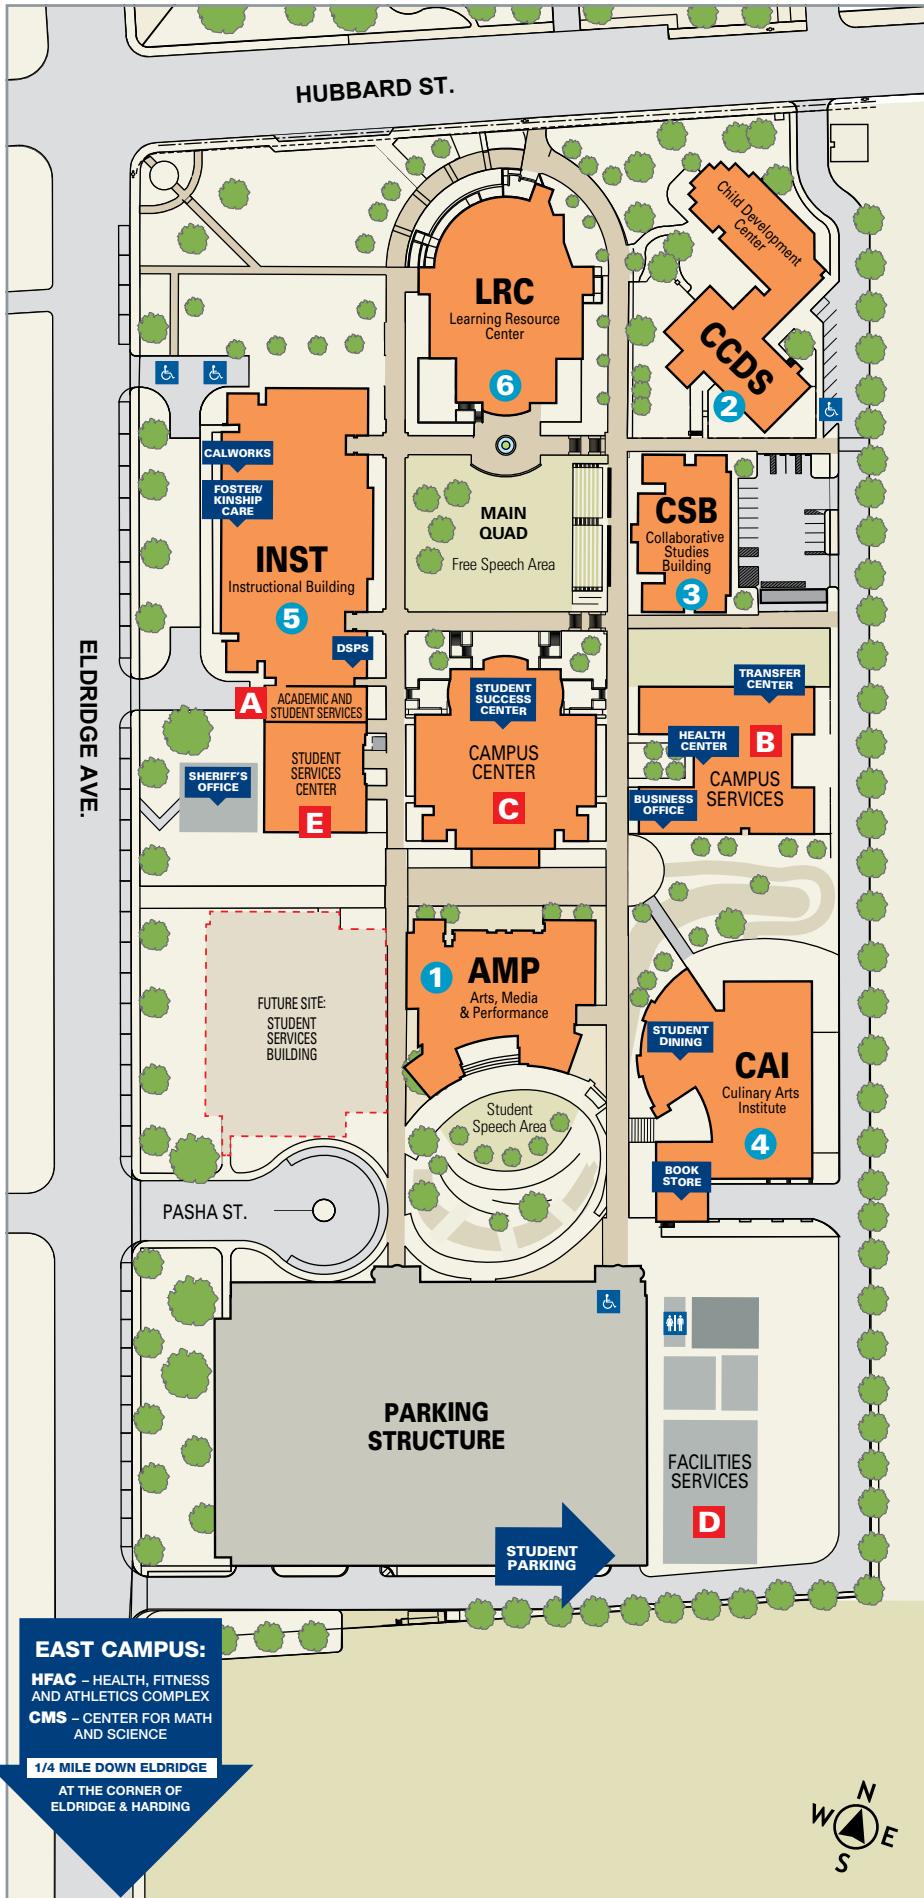 HUBBARD ST.
Child Development
Center
LRC
Learning Resource
Center
6
CCDS
2
CALWORKS
FOSTER/
KINSHIP
CARE
INST
Instructional Building
5
DSPS
MAIN
QUAD
Free Speech Area
CSB
Collaborative
Studies
Building
3
ELDRIDGE AVE.
A
ACADEMIC AND
STUDENT SERVICES
STUDENT
SERVICES
CENTER
E
SHERIFF'S
OFFICE
STUDENT
SUCCESS
CENTER
CAMPUS
CENTER
C
TRANSFER
CENTER
HEALTH
CENTER
B
CAMPUS
SERVICES
BUSINESS
OFFICE
FUTURE SITE:
STUDENT
SERVICES
BUILDING
1
AMP
Arts, Media
& Performance
Student
Speech Area
STUDENT
DINING
CAI
Culinary Arts
Institute
4
BOOK
STORE
PASHA ST.
PARKING
STRUCTURE
FACILITIES
SERVICES
D
STUDENT
PARKING
EAST CAMPUS:
HFAC – HEALTH, FITNESS
AND ATHLETICS COMPLEX
CMS – CENTER FOR MATH
AND SCIENCE
1/4 MILE DOWN ELDRIDGE
AT THE CORNER OF
ELDRIDGE & HARDING
N
W
E
S